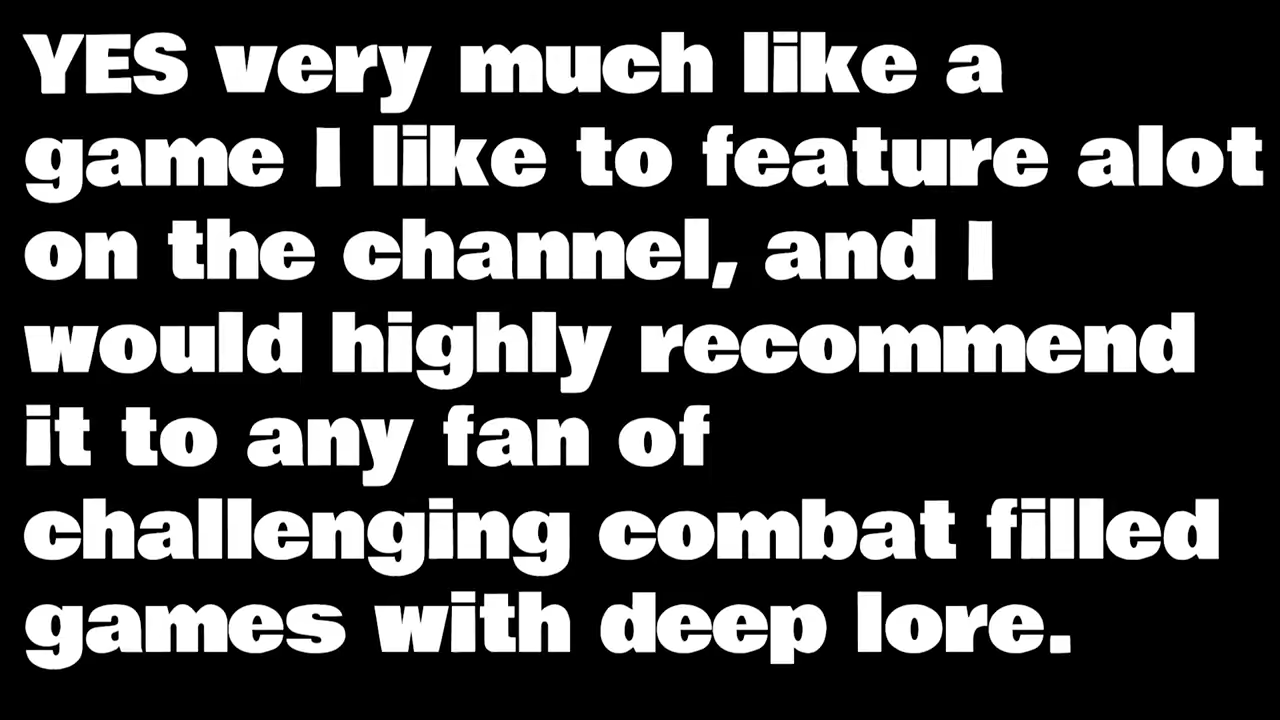 YES very much like a
game I like to feature alot
on the channel, and I
would highly recommend
it to any fan of
challenging combat filled
games with deep lore.